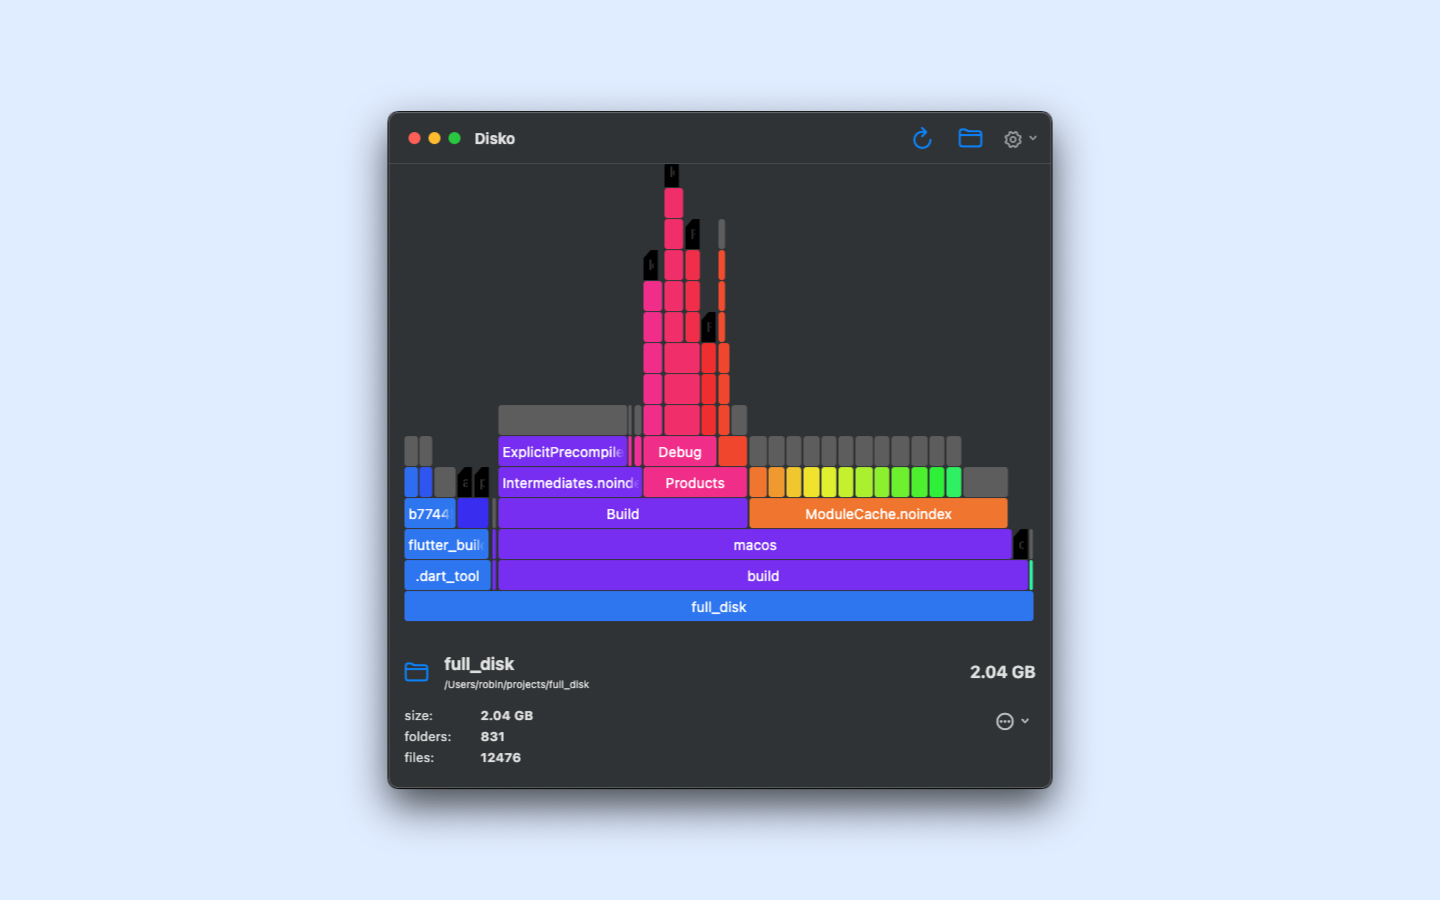 Disko
ExplicitPrecompile
Debug
Intermediates.noinde
Products
b7744
Build
ModuleCache.noindex
flutter_buil
macos
.dart_tool
build
full_disk
full_disk
/Users/robin/projects/full_disk
2.04 GB
size: 2.04 GB
folders: 831
files: 12476